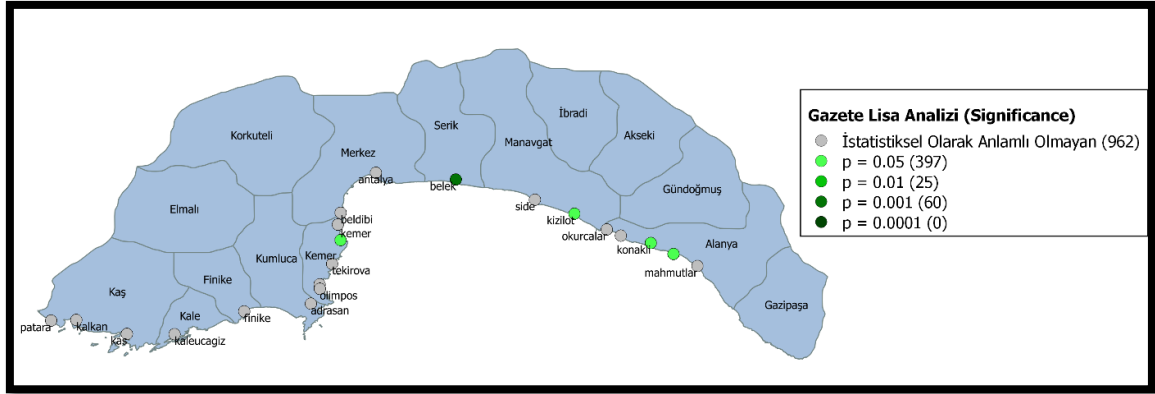 Gazete Lisa Analizi (Significance)
İstatistiksel Olarak Anlamlı Olmayan (962)
p = 0.05 (397)
p = 0.01 (25)
p = 0.001 (60)
p = 0.0001 (0)
İbradi
Serik
Korkuteli
Akseki
Manavgat
Merkez
antalya
belek
Gündoğmuş
side
Elmalı
beldibi
kizilot
kemer
okurcalar
konakli
Alanya
Kemer
Kumluca
tekirova
mahmutlar
Finike
Kaş
olimpos
Gazipaşa
adrasan
Kale
finike
patara
kalkan
kaş
kaleucagiz